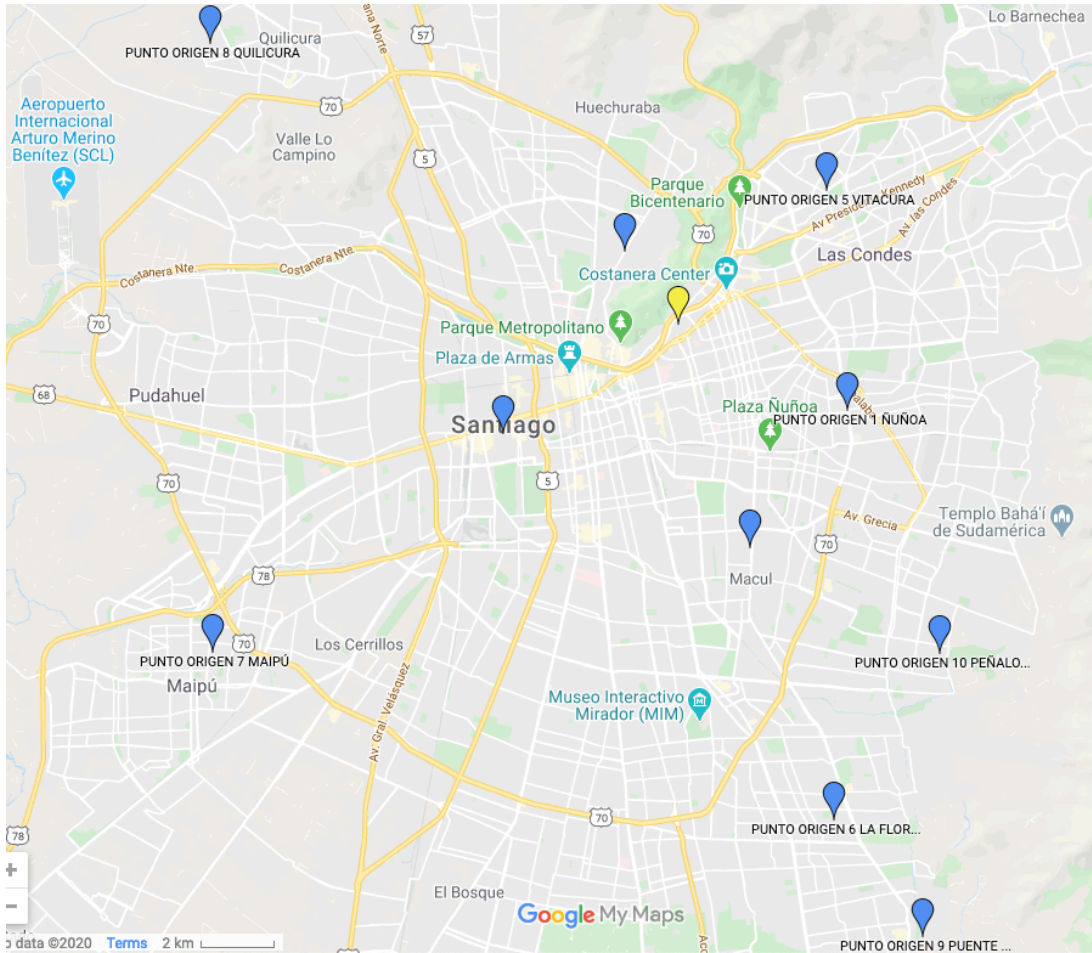 Lo Barnechea
Quilicura
57
PUNTO ORIGEN 8 QUILICURA
70
Aeropuerto
Internacional
Arturo Merino
Benítez (SCL)
Huechuraba
Valle Lo
Campino
5
Parque
Bicentenario
PUNTO ORIGEN 5 VITACURA
Av Presidente Kennedy
Av. las Condes
70
Las Condes
Costanera Nte.
Costanera Nte.
Costanera Center
70
Parque Metropolitano
Plaza de Armas
68
Pudahuel
Plaza Ñuñoa
PUNTO ORIGEN 1 ÑUÑOA
Santiago
70
5
Av. Grecia
Templo Bahá'í
de Sudamérica
70
78
Macul
Los Cerrillos
70
PUNTO ORIGEN 7 MAIPÚ
Maipú
PUNTO ORIGEN 10 PEÑALO...
Av. Gral. Velásquez
Museo Interactivo
Mirador (MIM)
70
78
PUNTO ORIGEN 6 LA FLOR...
El Bosque
Google My Maps
PUNTO ORIGEN 9 PUENTE ...
data ©2020 Terms 2 km